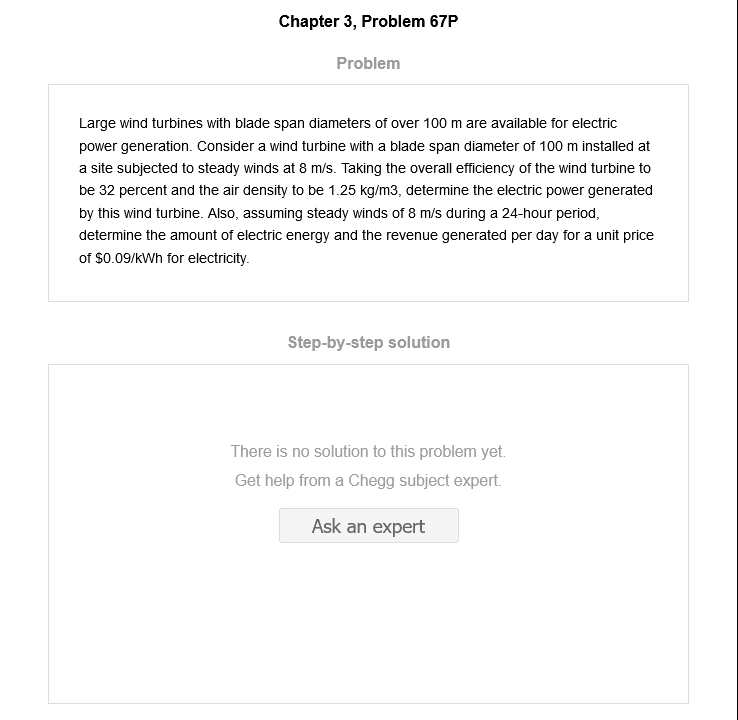 Chapter 3, Problem 67P
Problem
Large wind turbines with blade span diameters of over 100 m are available for electric
power generation. Consider a wind turbine with a blade span diameter of 100 m installed at
a site subjected to steady winds at 8 m/s. Taking the overall efficiency of the wind turbine to
be 32 percent and the air density to be 1.25 kg/m3, determine the electric power generated
by this wind turbine. Also, assuming steady winds of 8 m/s during a 24-hour period,
determine the amount of electric energy and the revenue generated per day for a unit price
of $0.09/kWh for electricity.
Step-by-step solution
There is no solution to this problem yet.
Get help from a Chegg subject expert.
Ask an expert